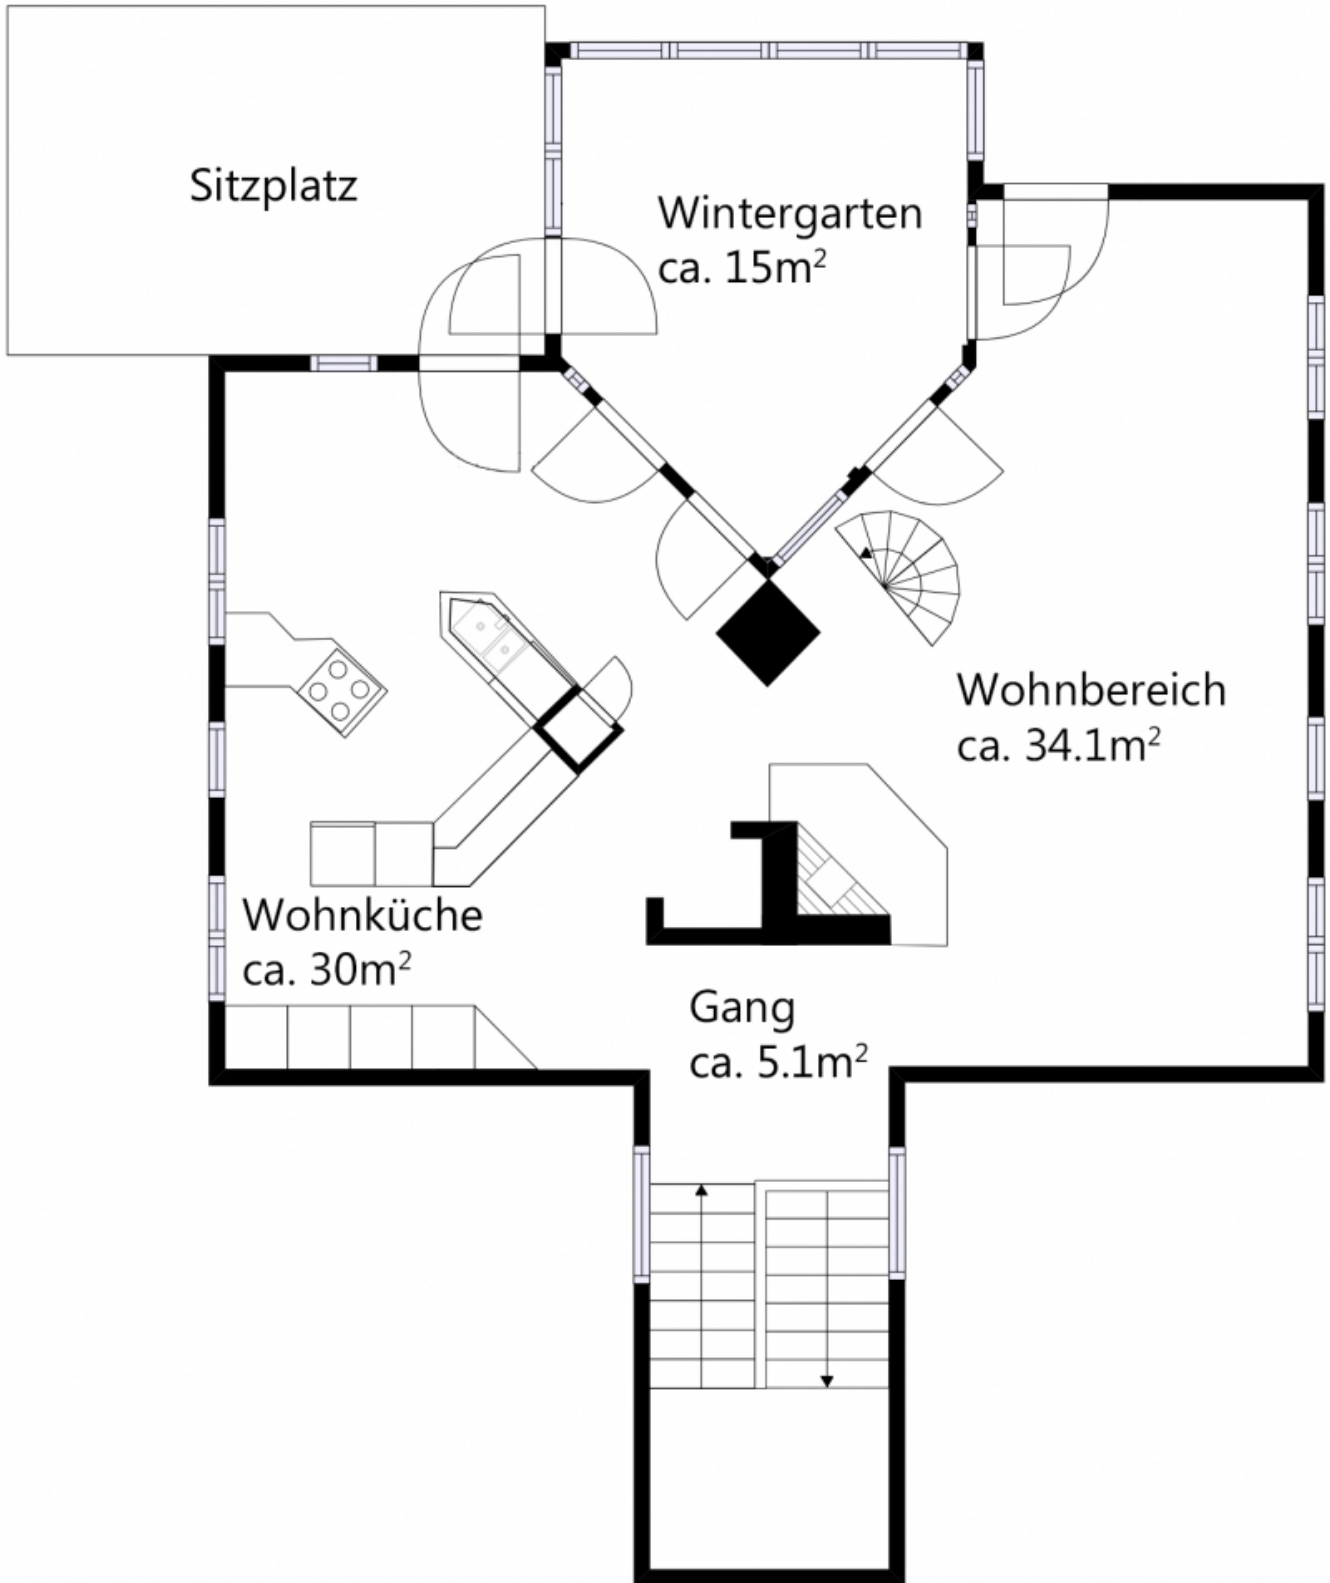 Sitzplatz
Wintergarten
ca. 15m²
Wohnbereich
ca. 34.1m²
Wohnküche
ca. 30m²
Gang
ca. 5.1m²